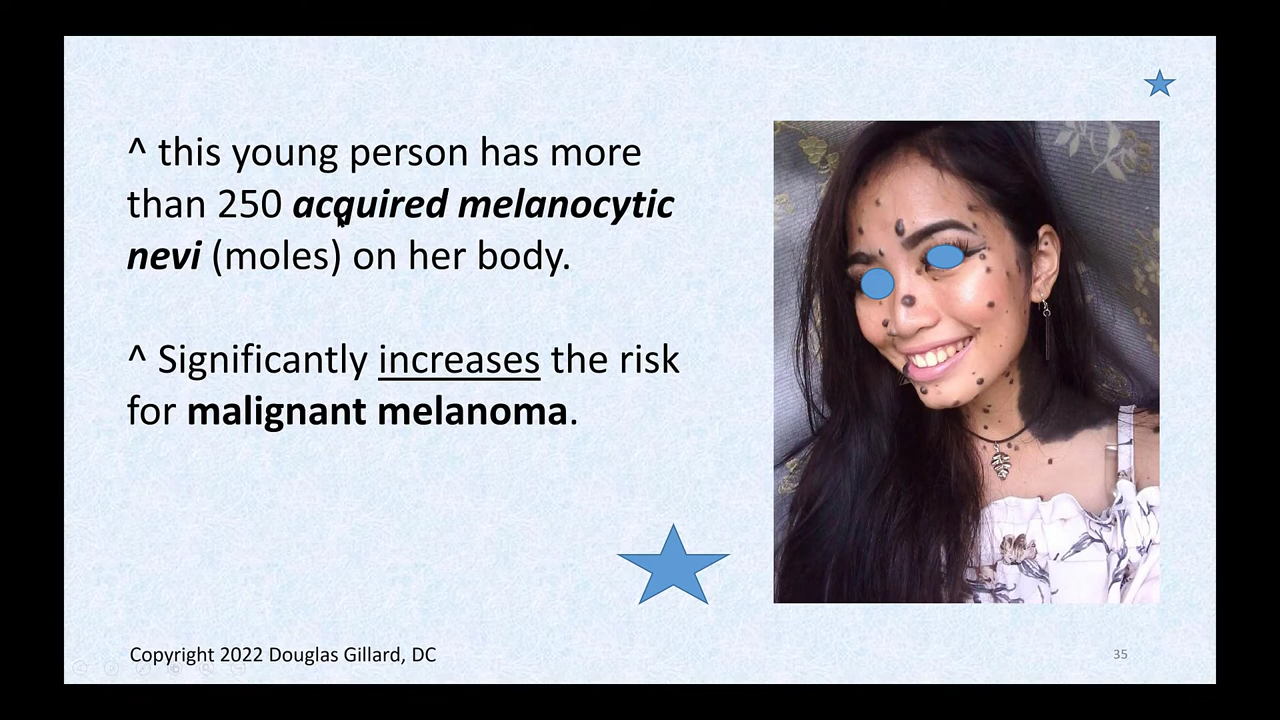 ^ this young person has more
than 250 acquired melanocytic
nevi (moles) on her body.
^ Significantly increases the risk
for malignant melanoma.
Copyright 2022 Douglas Gillard, DC
35